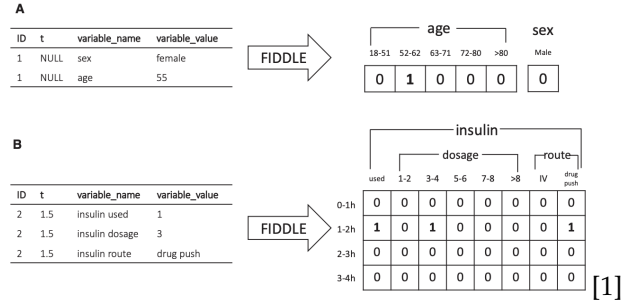 A
ID t variable_name variable_value
1 NULL sex female
1 NULL age 55
FIDDLE
age sex
18-51 52-62 63-71 72-80 >80 Male
0 1 0 0 0 0
B
ID t variable_name variable_value
2 1.5 insulin used 1
2 1.5 insulin dosage 3
2 1.5 insulin route drug push
FIDDLE
insulin
dosage route
used 1-2 3-4 5-6 7-8 >8 IV drug push
0-1h 0 0 0 0 0 0 0 0
1-2h 1 0 1 0 0 0 0 1
2-3h 0 0 0 0 0 0 0 0
3-4h 0 0 0 0 0 0 0 0
[1]